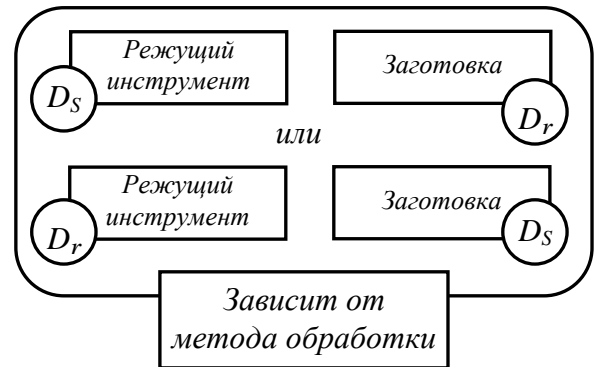 Режущий
инструмент
Заготовка
D_S
D_r
или
Режущий
инструмент
Заготовка
D_r
D_S
Зависит от
метода обработки